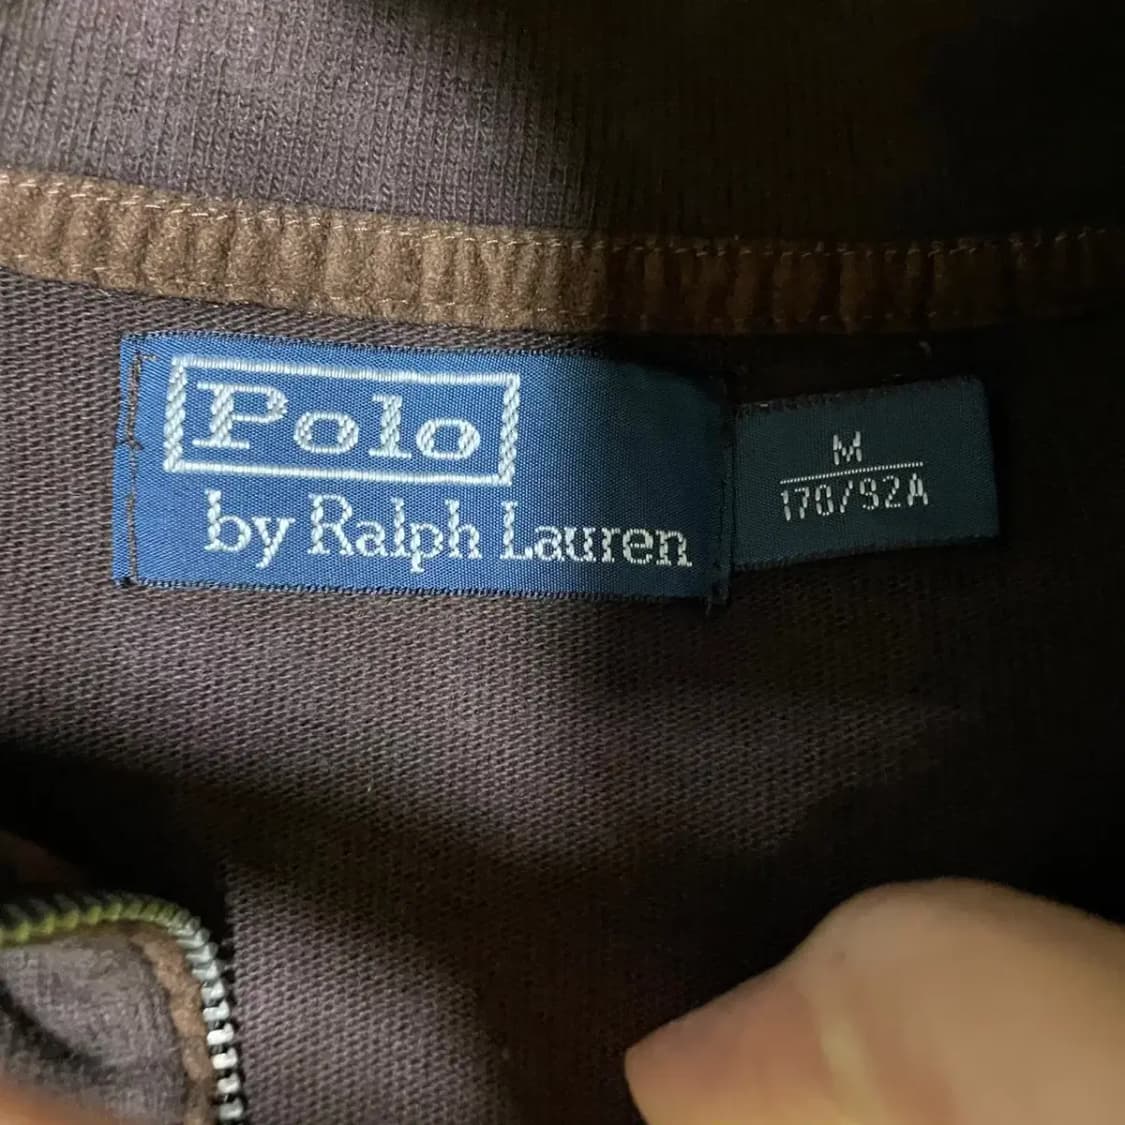 Polo
by Ralph Lauren
M
170/92A